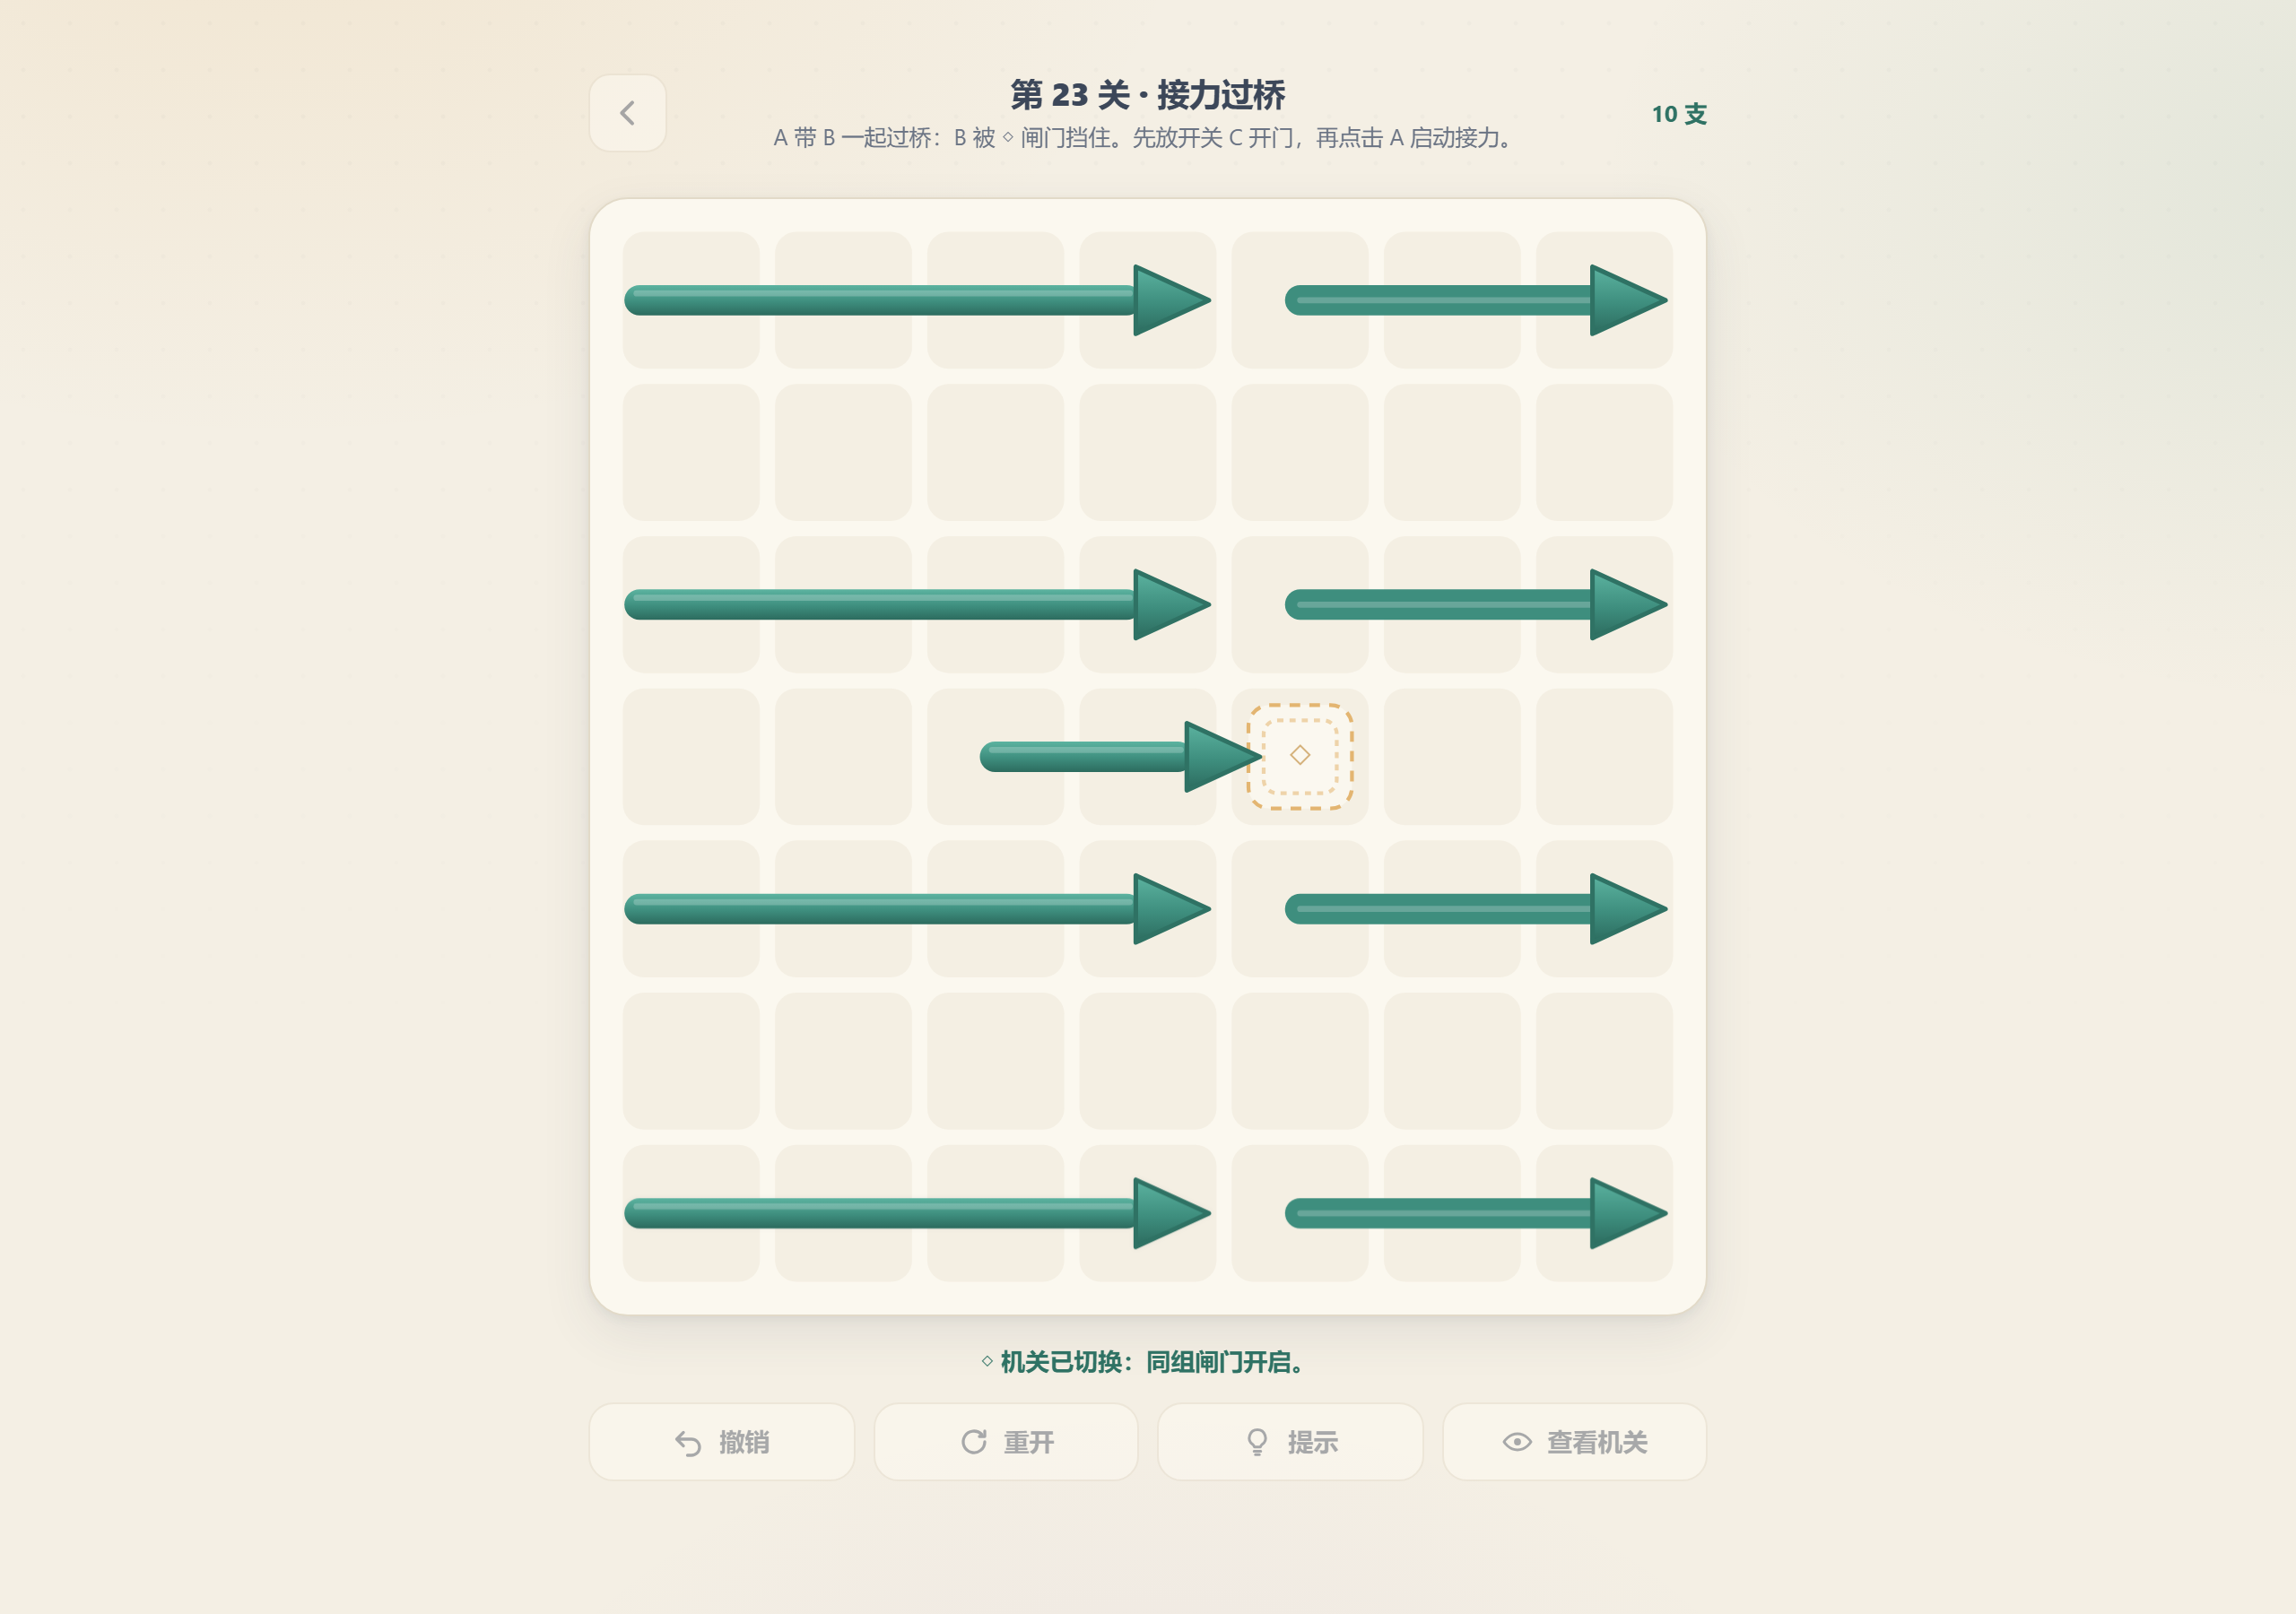 第 23 关 · 接力过桥
10 支
A 带 B 一起过桥：B 被 ◇ 闸门挡住。先放开关 C 开门，再点击 A 启动接力。
◇
◇ 机关已切换：同组闸门开启。
撤销
重开
提示
查看机关